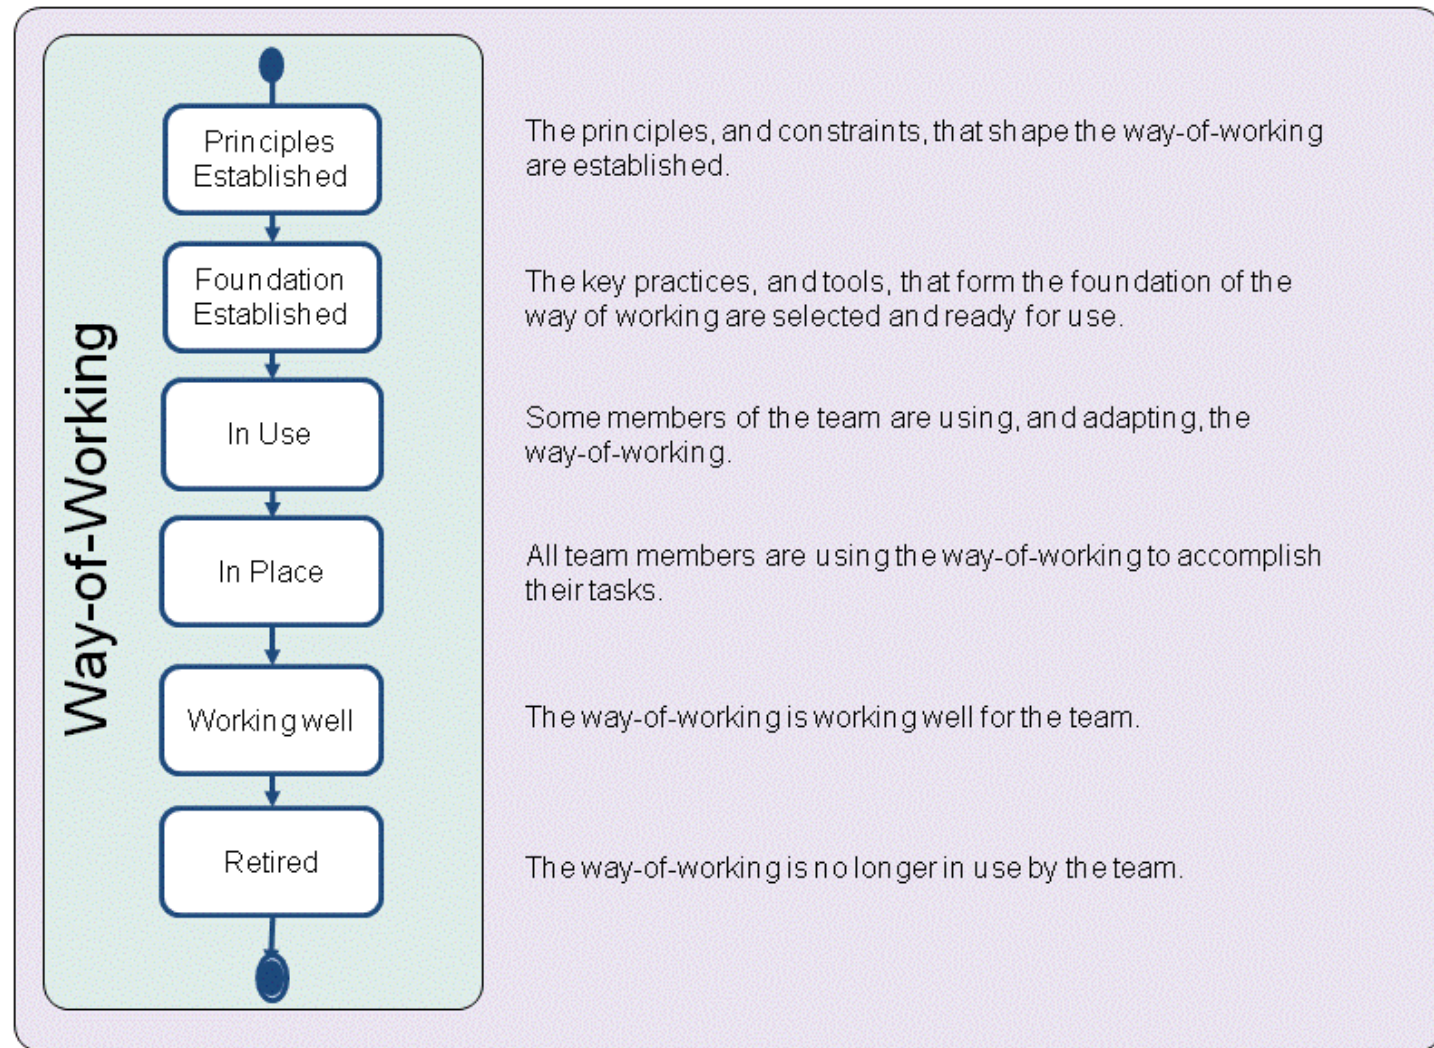 Way-of-Working
Principles
Established
The principles, and constraints, that shape the way-of-working
are established.
Foundation
Established
The key practices, and tools, that form the foundation of the
way of working are selected and ready for use.
In Use
Some members of the team are using, and adapting, the
way-of-working.
In Place
All team members are using the way-of-working to accomplish
their tasks.
Working well
The way-of-working is working well for the team.
Retired
The way-of-working is no longer in use by the team.